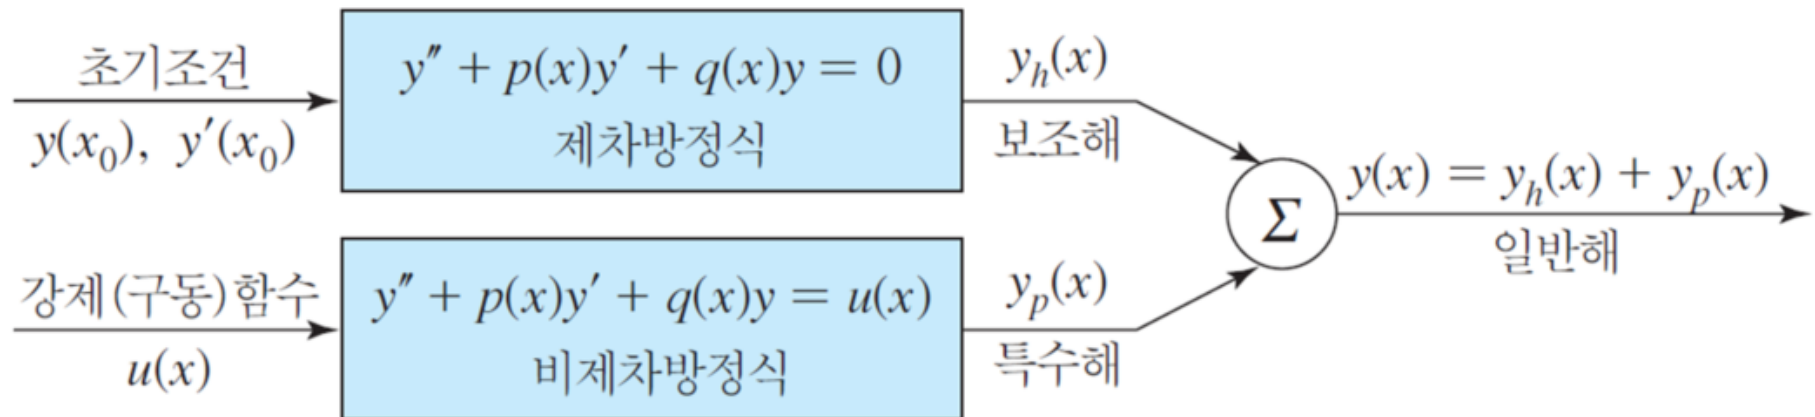 초기조건
y(x₀), y′(x₀)
y″ + p(x)y′ + q(x)y = 0
제차방정식
yₕ(x)
보조해
강제(구동)함수
u(x)
y″ + p(x)y′ + q(x)y = u(x)
비제차방정식
yₚ(x)
특수해
Σ
y(x) = yₕ(x) + yₚ(x)
일반해